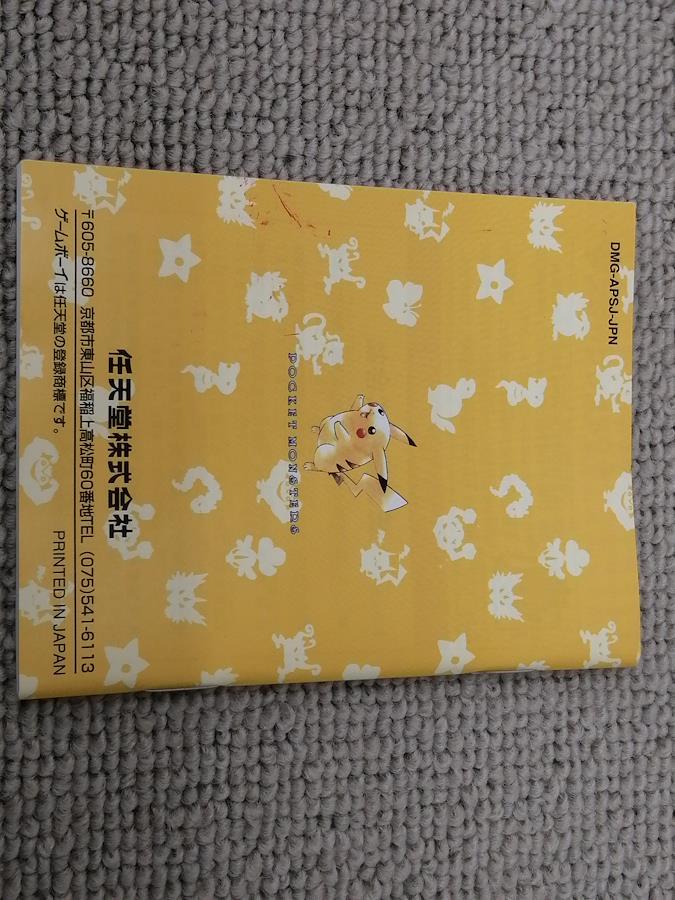 DMG-APSJ-JPN
POCKET MONSTERS
任天堂株式会社
〒605-8660 京都市東山区福稲上高松町60番地TEL (075)541-6113
ゲームボーイは任天堂の登録商標です。 PRINTED IN JAPAN